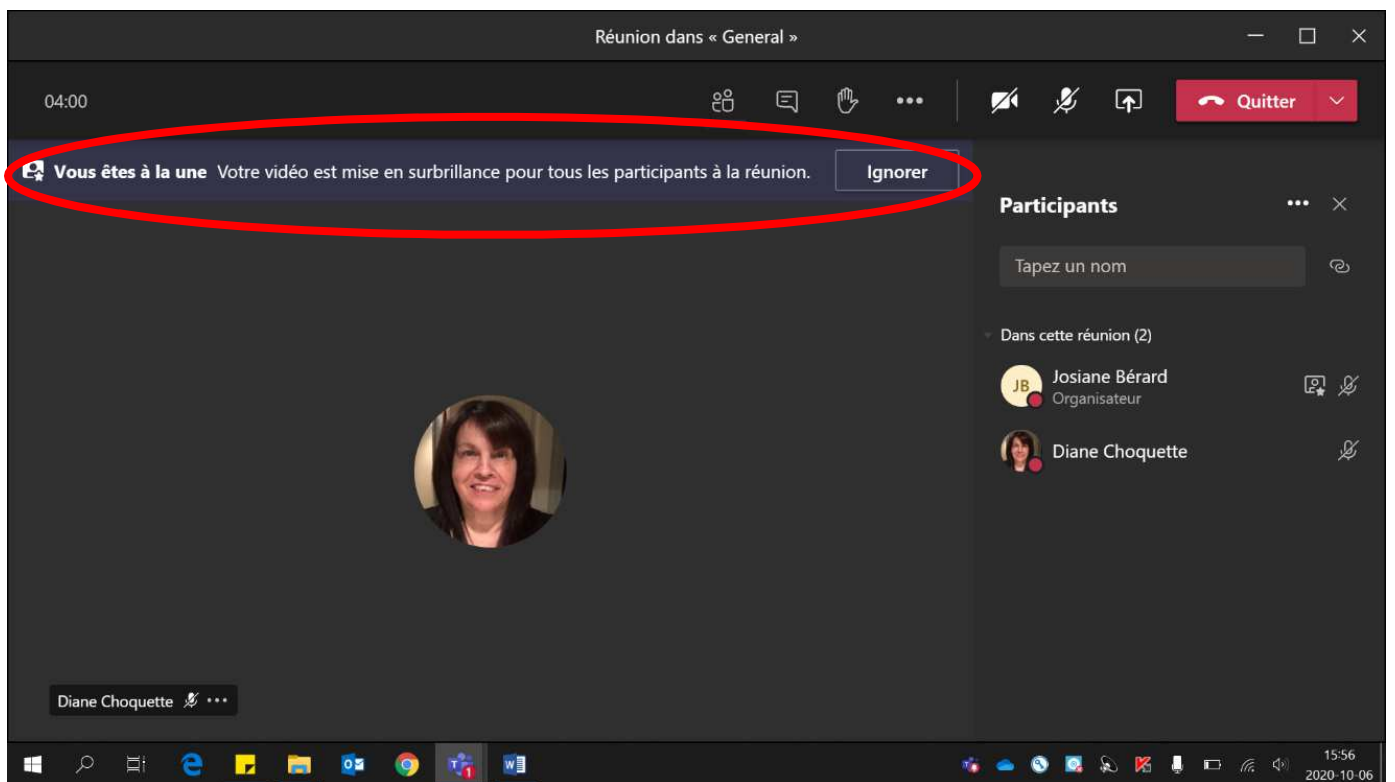 Réunion dans « General »
04:00
Quitter
Vous êtes à la une Votre vidéo est mise en surbrillance pour tous les participants à la réunion.
Ignorer
Participants
Tapez un nom
Dans cette réunion (2)
JB
Josiane Bérard
Organisateur
Diane Choquette
Diane Choquette
15:56
2020-10-06